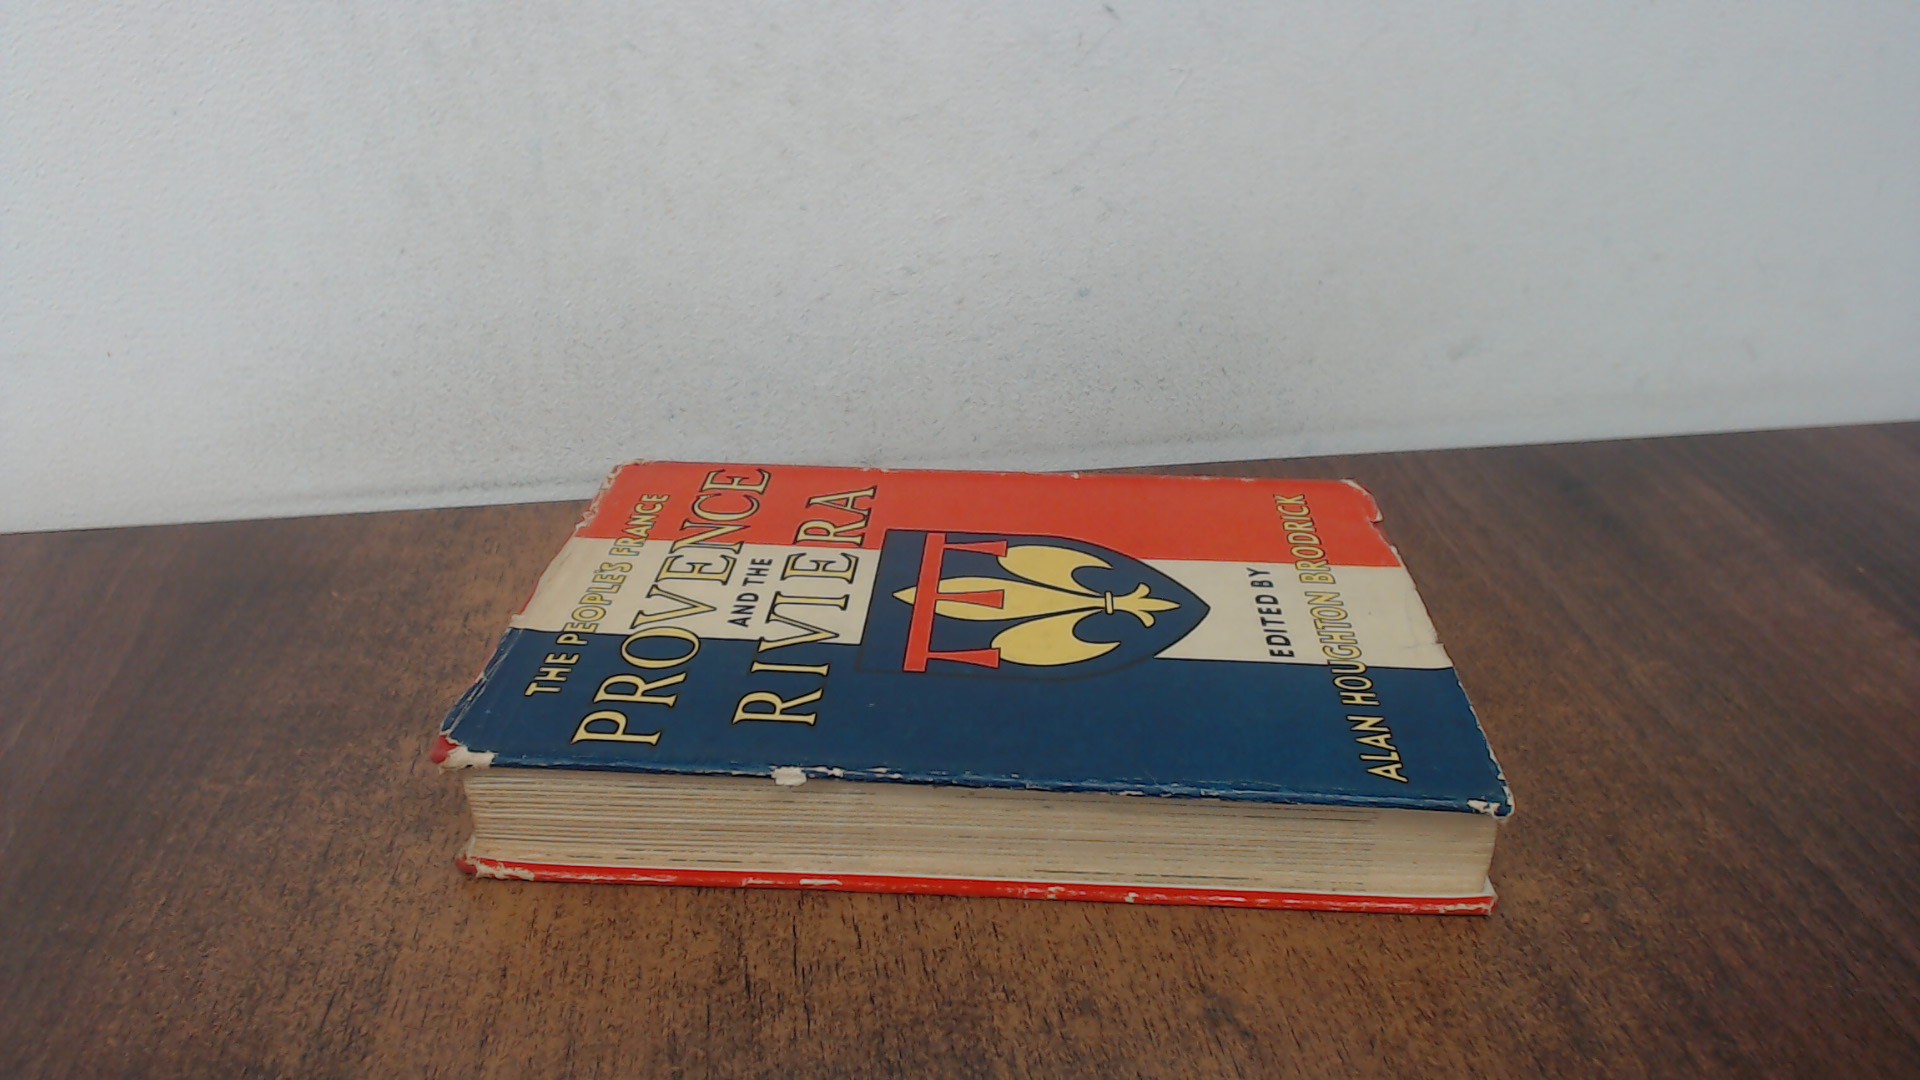 THE PEOPLE'S FRANCE
PROVENCE
AND THE
RIVIERA
EDITED BY
ALAN HOUGHTON BRODRICK